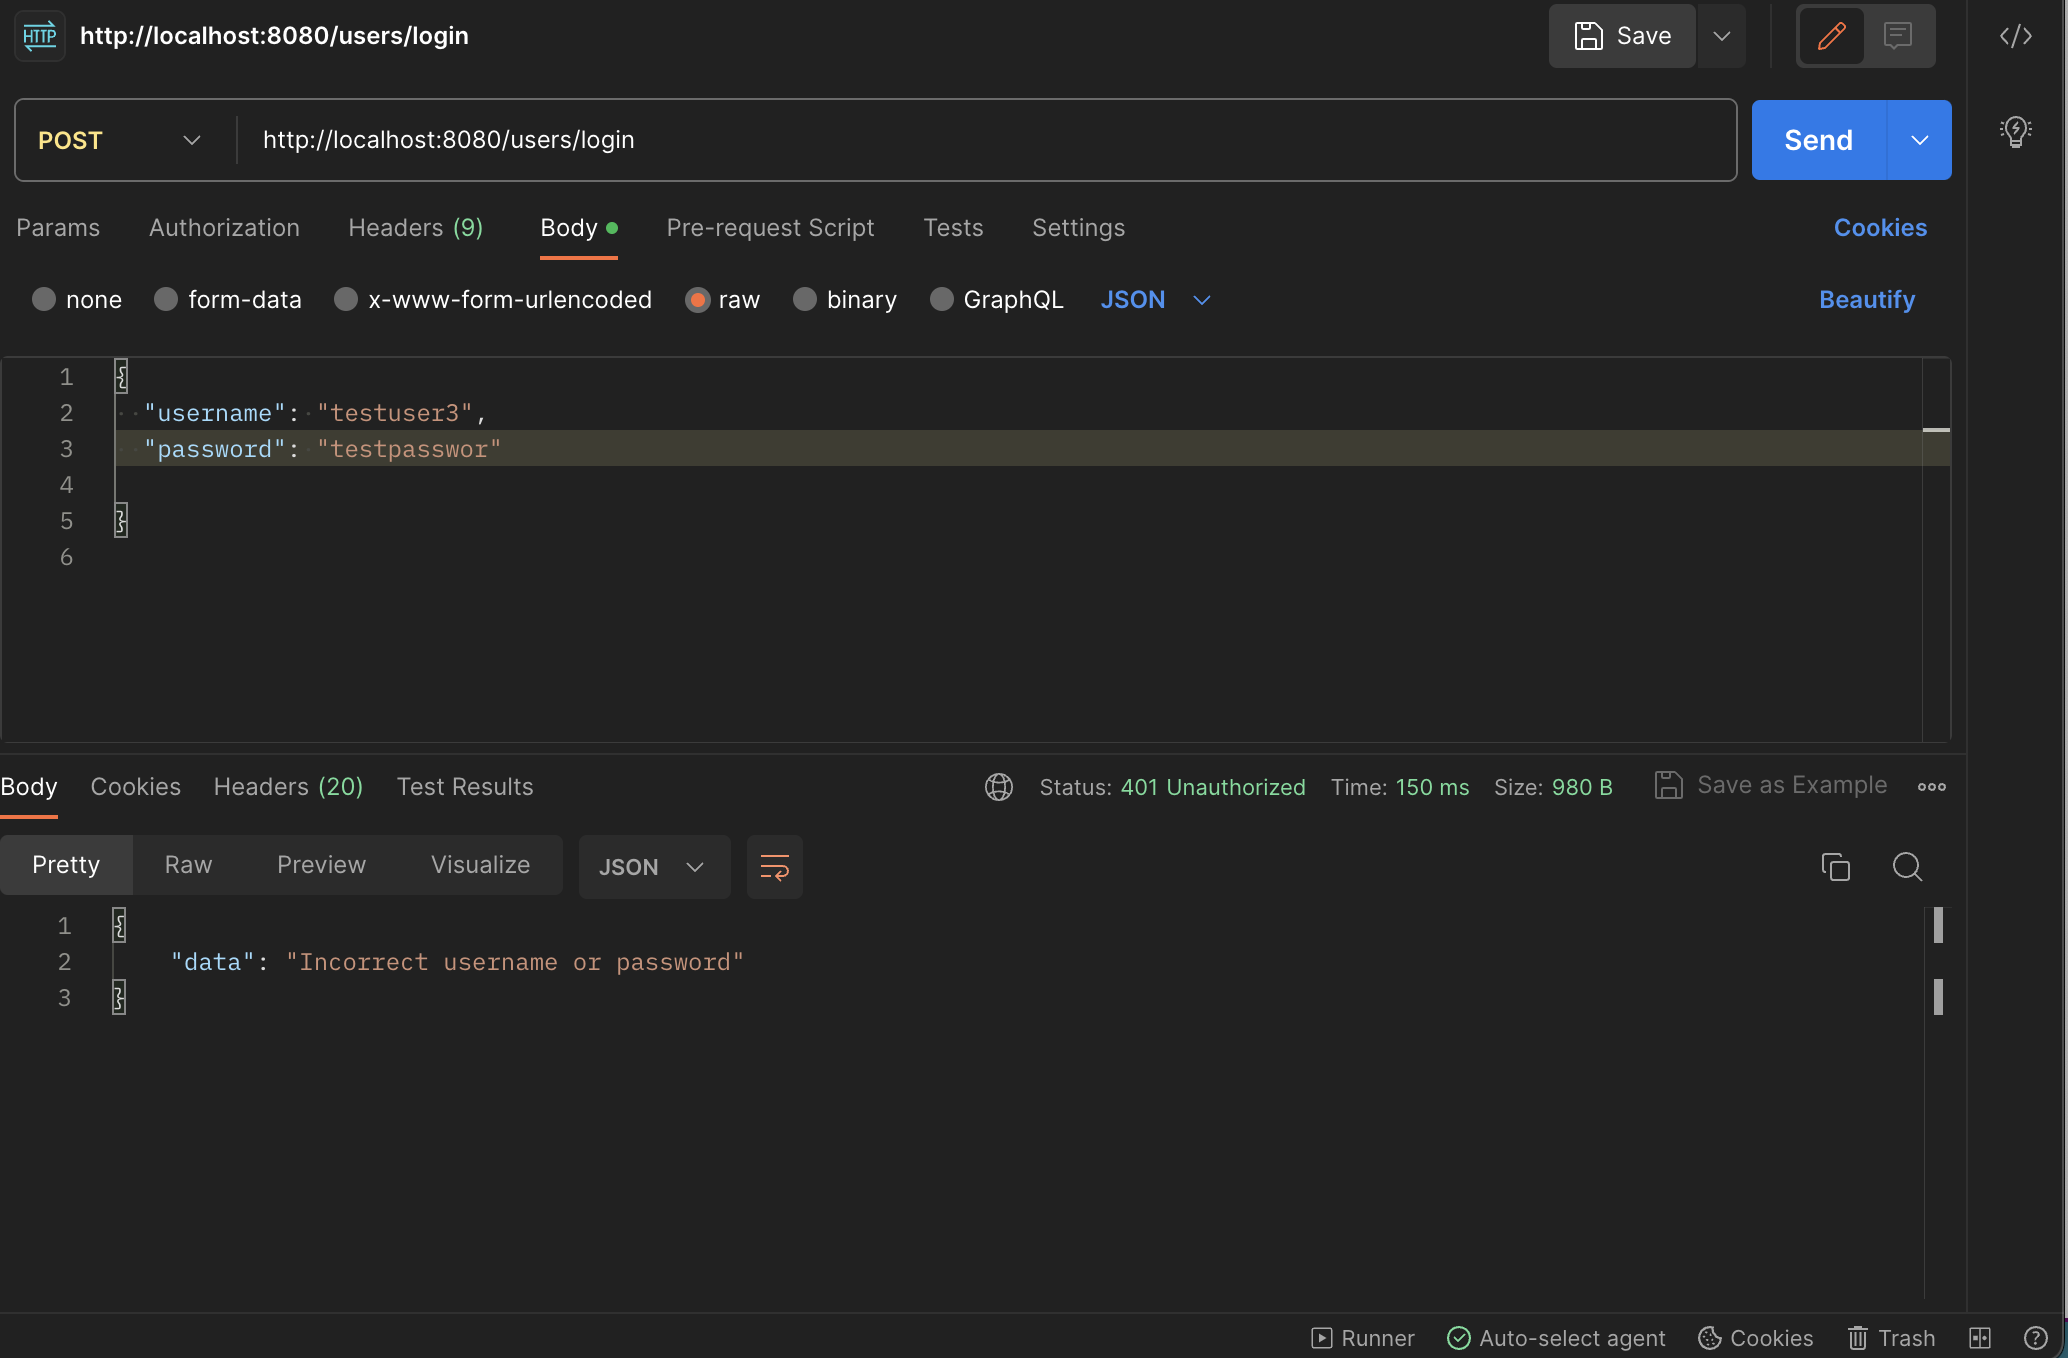 HTTP http://localhost:8080/users/login Save
POST http://localhost:8080/users/login Send
Params Authorization Headers (9) Body Pre-request Script Tests Settings Cookies
none form-data x-www-form-urlencoded raw binary GraphQL JSON Beautify
1 {
2 "username": "testuser3",
3 "password": "testpasswor"
4
5 }
6
Body Cookies Headers (20) Test Results Status: 401 Unauthorized Time: 150 ms Size: 980 B Save as Example
Pretty Raw Preview Visualize JSON
1 {
2 "data": "Incorrect username or password"
3 }
Runner Auto-select agent Cookies Trash